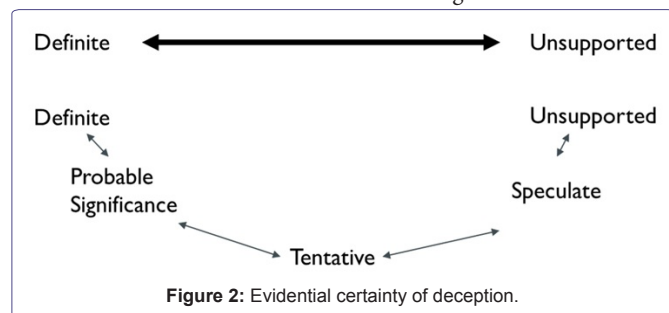 Definite Unsupported
Definite Unsupported
Probable
Significance
Speculate
Tentative
Figure 2: Evidential certainty of deception.